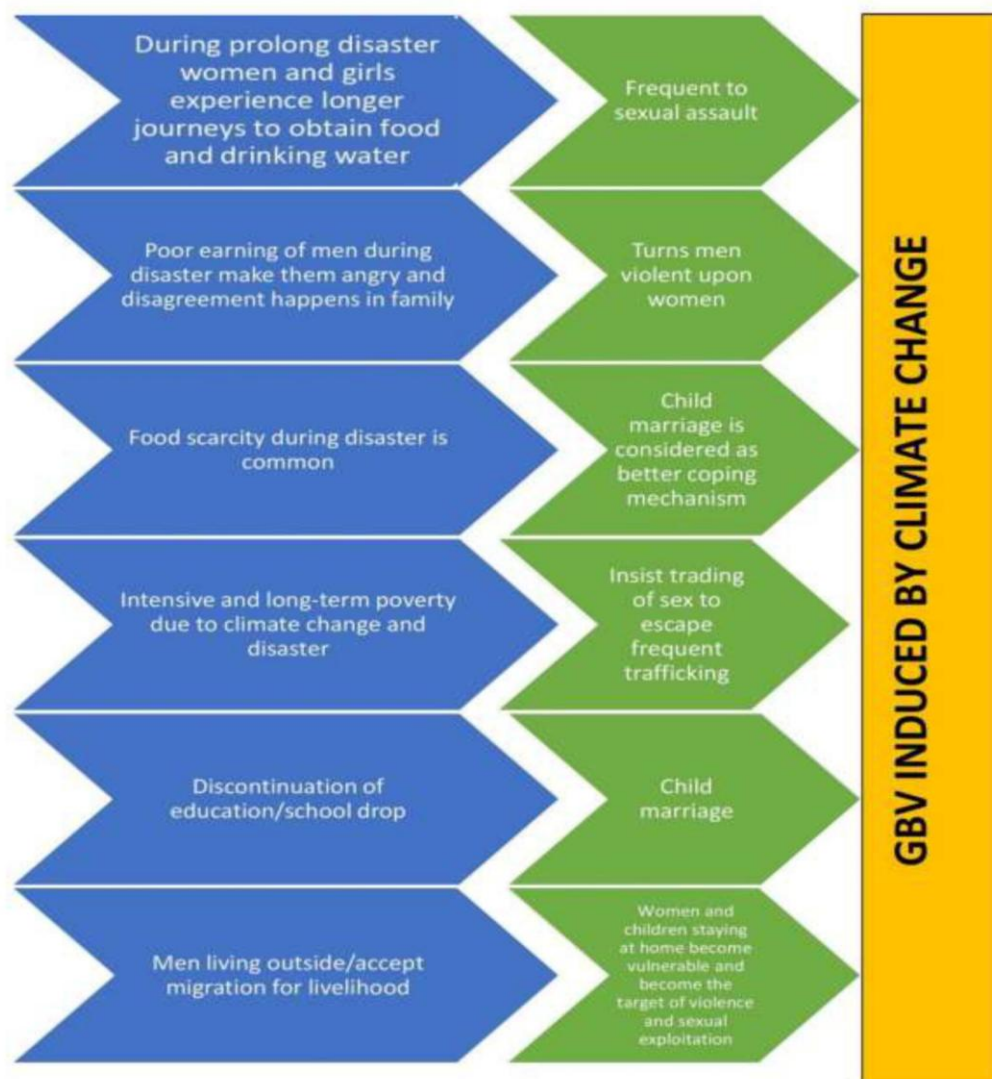 During prolong disaster
women and girls
experience longer
journeys to obtain food
and drinking water
Frequent to
sexual assault
Poor earning of men during
disaster make them angry and
disagreement happens in family
Turns men
violent upon
women
Food scarcity during disaster is
common
Child
marriage is
considered as
better coping
mechanism
Intensive and long-term poverty
due to climate change and
disaster
Insist trading
of sex to
escape
frequent
trafficking
Discontinuation of
education/school drop
Child
marriage
Men living outside/accept
migration for livelihood
Women and
children staying
at home become
vulnerable and
become the
target of violence
and sexual
exploitation
GBV INDUCED BY CLIMATE CHANGE